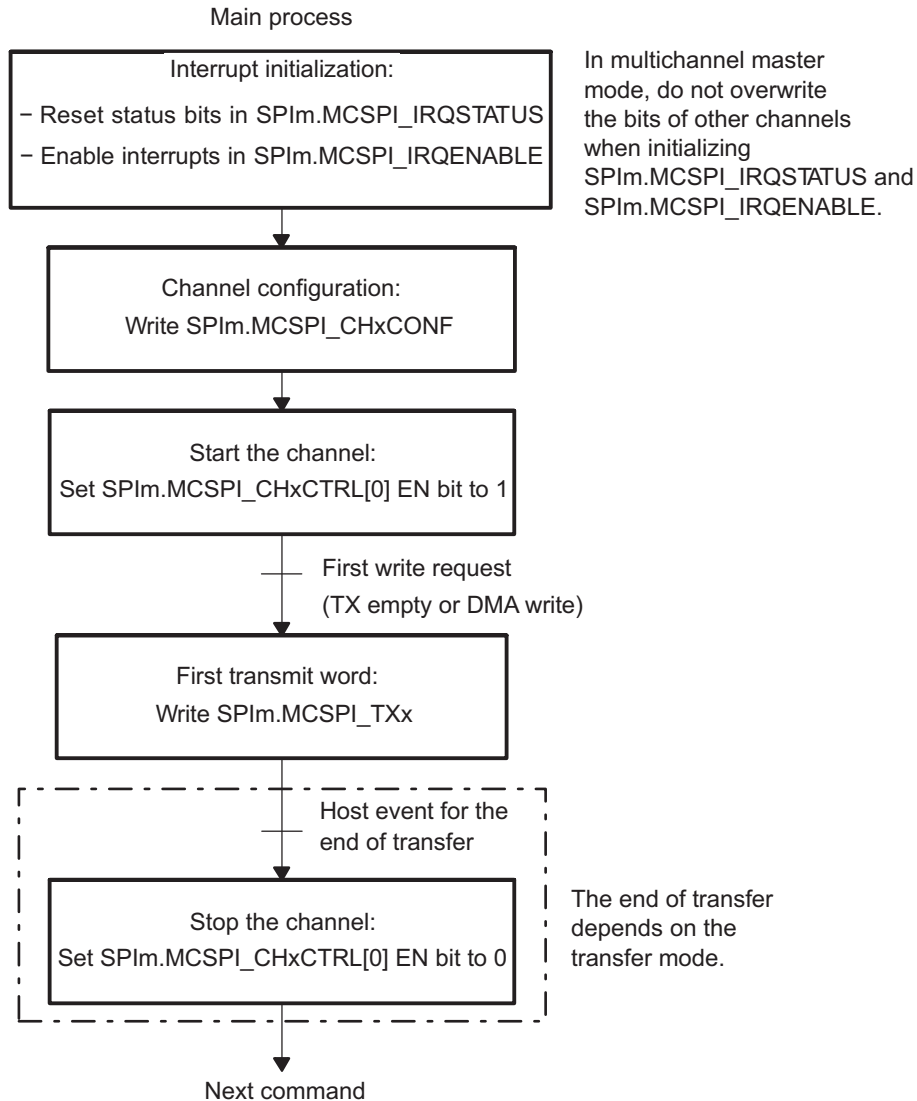 Main process
Interrupt initialization:
− Reset status bits in SPIm.MCSPI_IRQSTATUS
− Enable interrupts in SPIm.MCSPI_IRQENABLE
In multichannel master
mode, do not overwrite
the bits of other channels
when initializing
SPIm.MCSPI_IRQSTATUS and
SPIm.MCSPI_IRQENABLE.
Channel configuration:
Write SPIm.MCSPI_CHxCONF
Start the channel:
Set SPIm.MCSPI_CHxCTRL[0] EN bit to 1
First write request
(TX empty or DMA write)
First transmit word:
Write SPIm.MCSPI_TXx
Host event for the
end of transfer
Stop the channel:
Set SPIm.MCSPI_CHxCTRL[0] EN bit to 0
The end of transfer
depends on the
transfer mode.
Next command